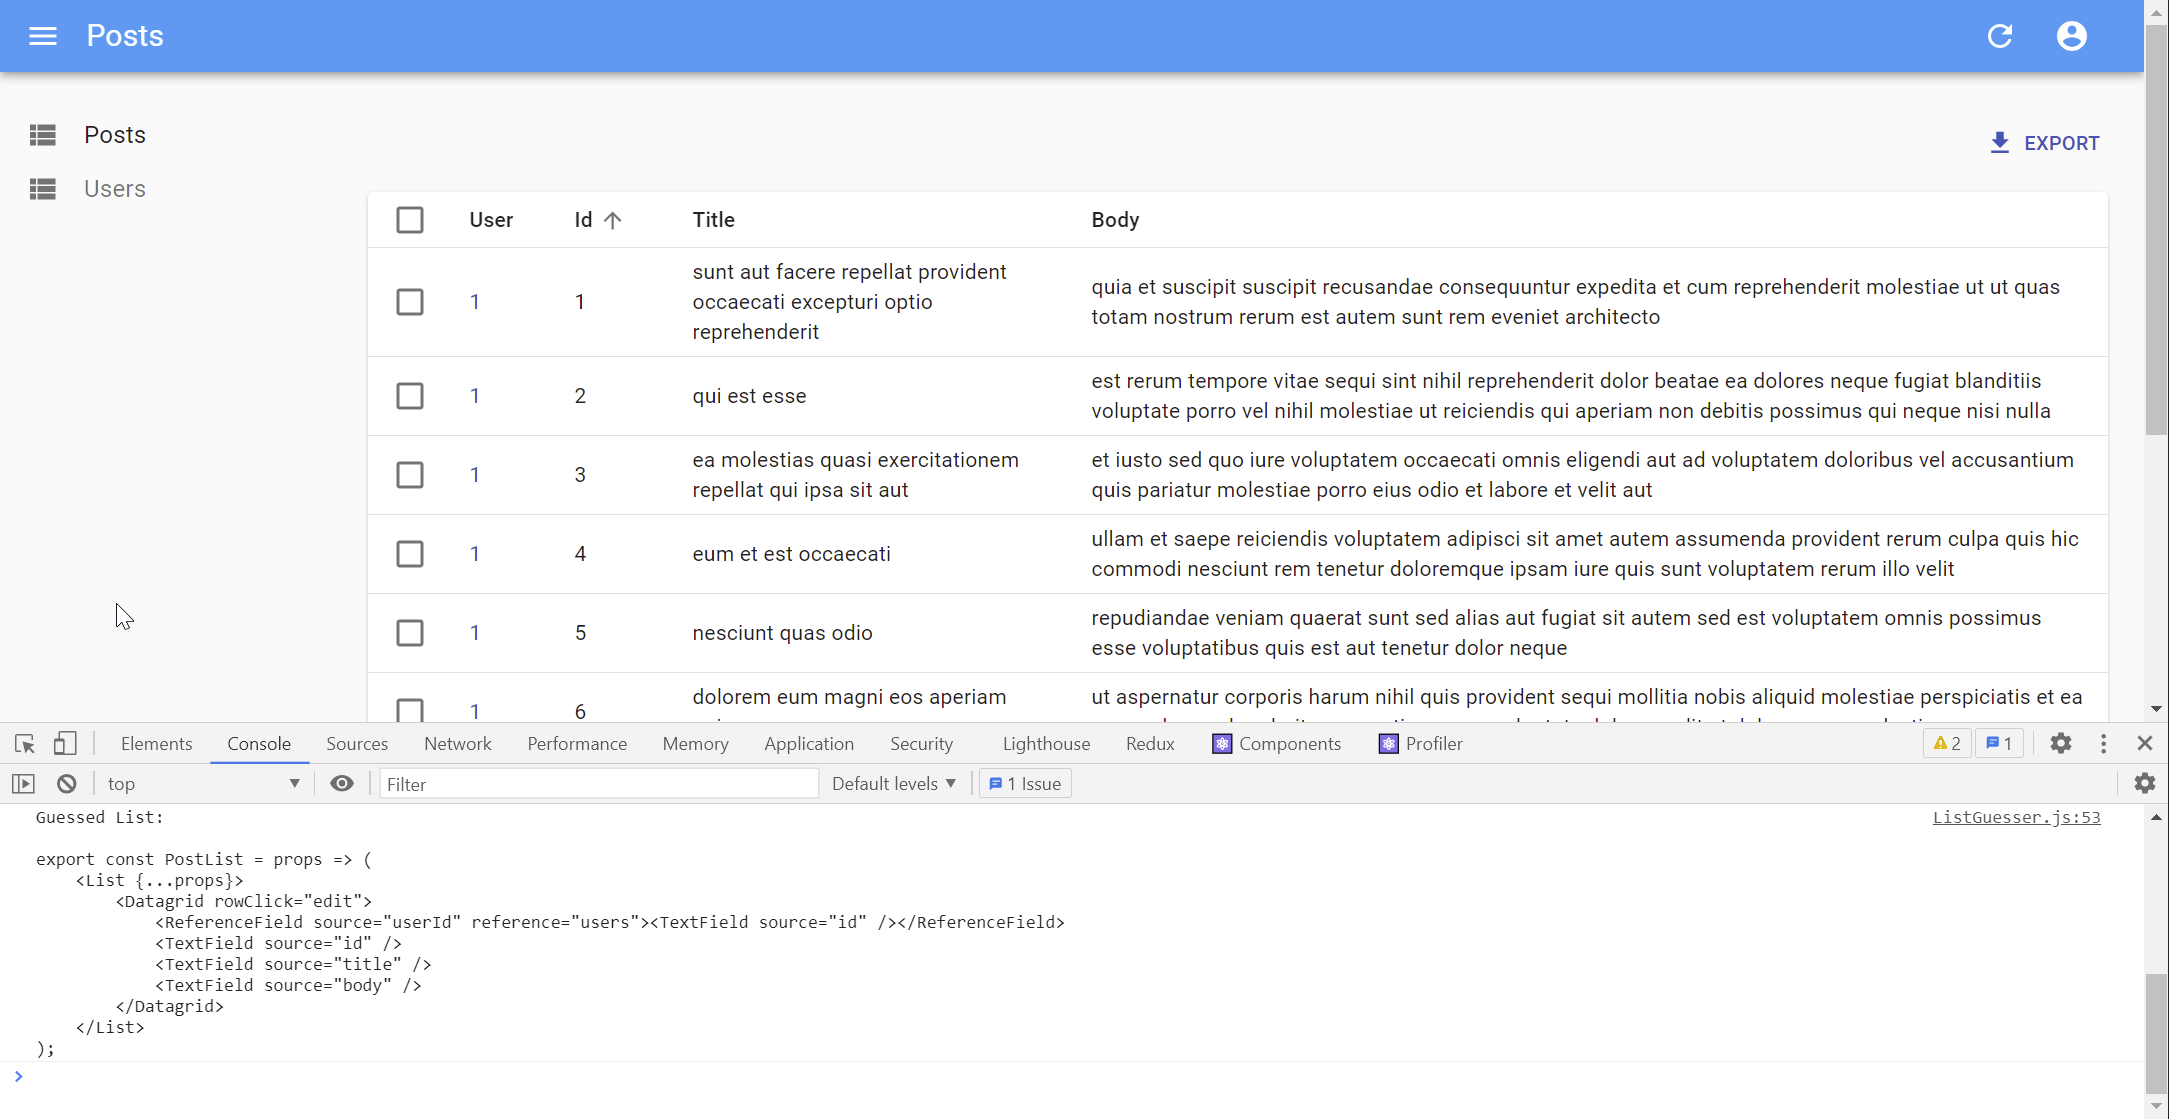 Posts
Posts
Users
EXPORT
User Id Title Body
1 1 sunt aut facere repellat provident
occaecati excepturi optio
reprehenderit
quia et suscipit suscipit recusandae consequuntur expedita et cum reprehenderit molestiae ut ut quas
totam nostrum rerum est autem sunt rem eveniet architecto
1 2 qui est esse
est rerum tempore vitae sequi sint nihil reprehenderit dolor beatae ea dolores neque fugiat blanditiis
voluptate porro vel nihil molestiae ut reiciendis qui aperiam non debitis possimus qui neque nisi nulla
1 3 ea molestias quasi exercitationem
repellat qui ipsa sit aut
et iusto sed quo iure voluptatem occaecati omnis eligendi aut ad voluptatem doloribus vel accusantium
quis pariatur molestiae porro eius odio et labore et velit aut
1 4 eum et est occaecati
ullam et saepe reiciendis voluptatem adipisci sit amet autem assumenda provident rerum culpa quis hic
commodi nesciunt rem tenetur doloremque ipsam iure quis sunt voluptatem rerum illo velit
1 5 nesciunt quas odio
repudiandae veniam quaerat sunt sed alias aut fugiat sit autem sed est voluptatem omnis possimus
esse voluptatibus quis est aut tenetur dolor neque
1 6 dolorem eum magni eos aperiam
ut aspernatur corporis harum nihil quis provident sequi mollitia nobis aliquid molestiae perspiciatis et ea
Elements Console Sources Network Performance Memory Application Security Lighthouse Redux Components Profiler 2 1
top Filter Default levels 1 Issue
Guessed List: ListGuesser.js:53
export const PostList = props => (
<List {...props}>
<Datagrid rowClick="edit">
<ReferenceField source="userId" reference="users"><TextField source="id" /></ReferenceField>
<TextField source="id" />
<TextField source="title" />
<TextField source="body" />
</Datagrid>
</List>
);